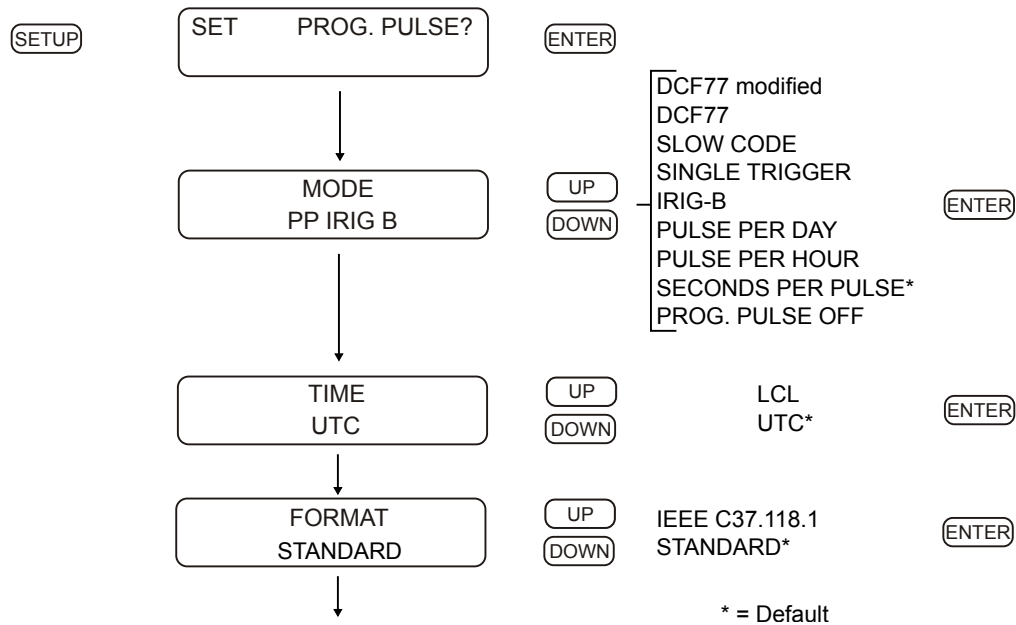 SETUP
SET PROG. PULSE?
ENTER
MODE
PP IRIG B
UP
DOWN
DCF77 modified
DCF77
SLOW CODE
SINGLE TRIGGER
IRIG-B
PULSE PER DAY
PULSE PER HOUR
SECONDS PER PULSE*
PROG. PULSE OFF
ENTER
TIME
UTC
UP
DOWN
LCL
UTC*
ENTER
FORMAT
STANDARD
UP
DOWN
IEEE C37.118.1
STANDARD*
ENTER
* = Default